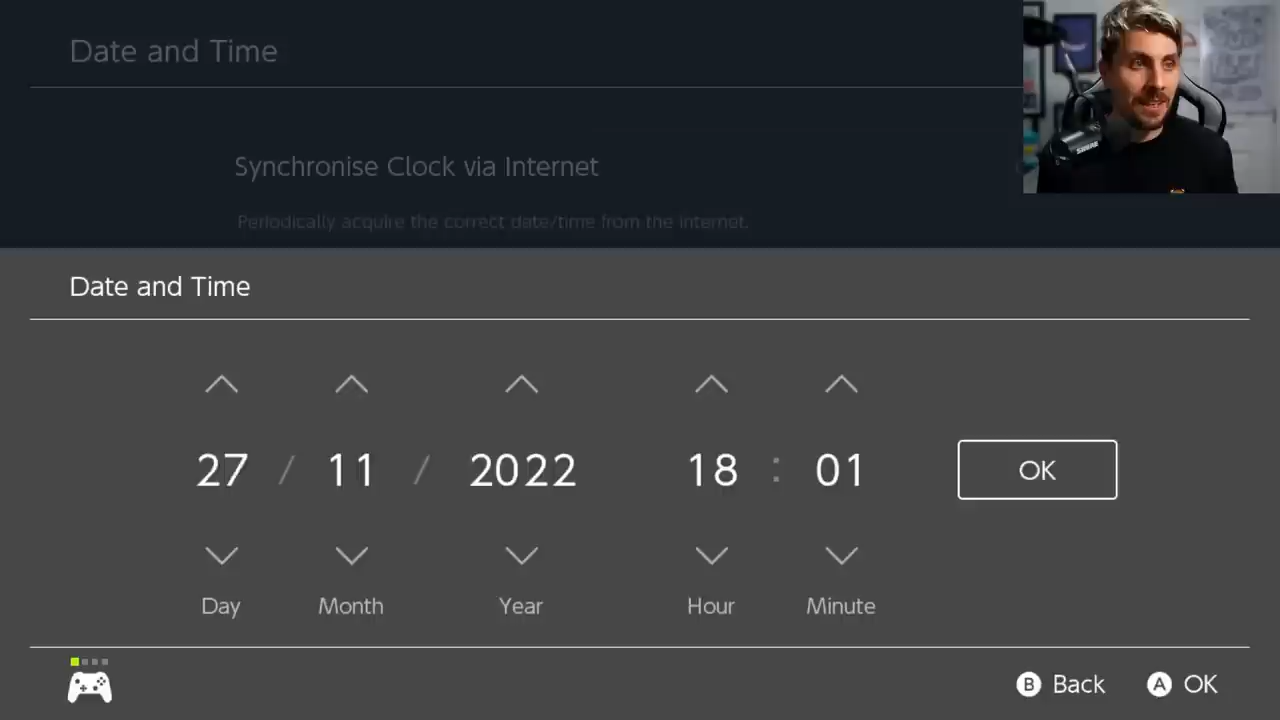 Date and Time
Synchronise Clock via Internet
Periodically acquire the correct date/time from the internet.
SHURE
Date and Time
27 / 11 / 2022 18 : 01 OK
Day Month Year Hour Minute
B Back A OK